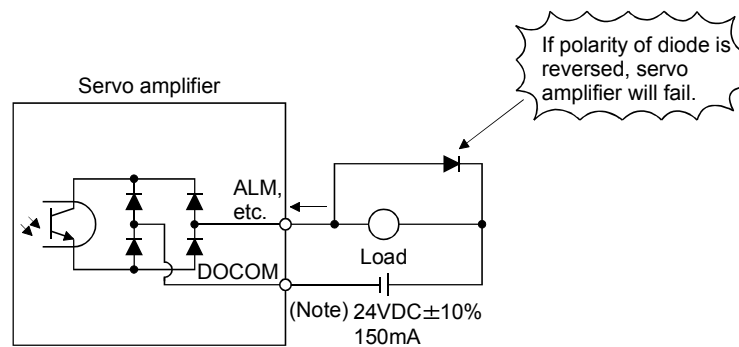 If polarity of diode is
reversed, servo
amplifier will fail.
Servo amplifier
ALM,
etc.
Load
DOCOM
(Note) 24VDC±10%
150mA